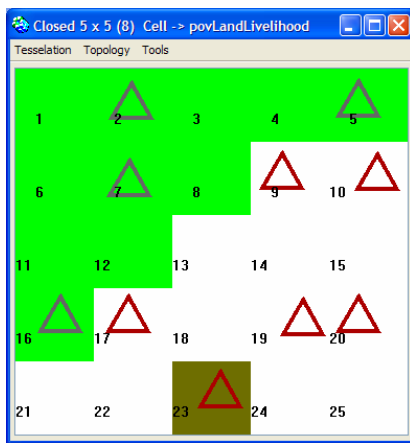 Closed 5 x 5 (8) Cell -> povLandLivelihood
Tesselation Topology Tools
1 2 3 4 5
6 7 8 9 10
11 12 13 14 15
16 17 18 19 20
21 22 23 24 25